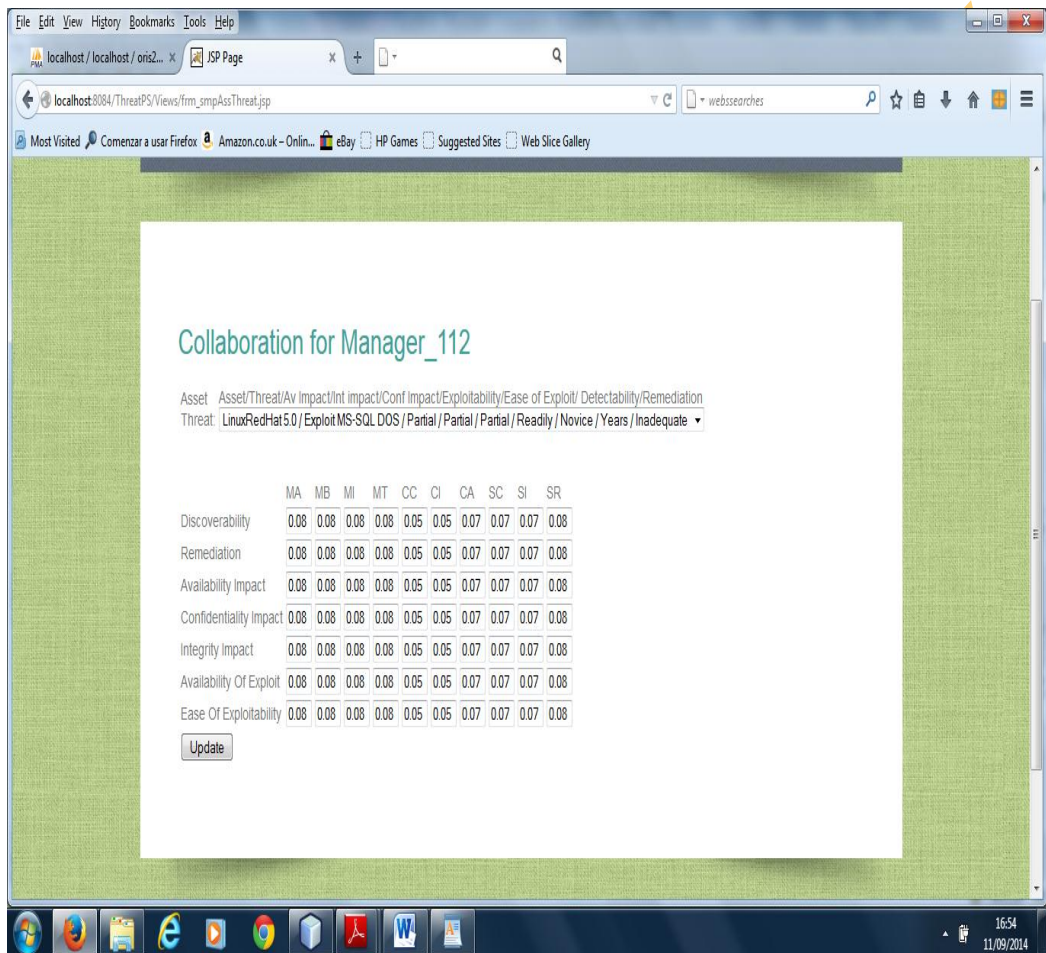 File Edit View History Bookmarks Tools Help
localhost / localhost / oris2... × JSP Page × +
localhost:8084/ThreatPS/Views/frm_smpAssThreat.jsp webssearches
Most Visited Comenzar a usar Firefox Amazon.co.uk – Onlin... eBay HP Games Suggested Sites Web Slice Gallery
Collaboration for Manager_112
Asset Asset/Threat/Av Impact/Int impact/Conf Impact/Exploitability/Ease of Exploit/ Detectability/Remediation
Threat: LinuxRedHat 5.0 / Exploit MS-SQL DOS / Partial / Partial / Partial / Readily / Novice / Years / Inadequate
MA MB MI MT CC CI CA SC SI SR
Discoverability 0.08 0.08 0.08 0.08 0.05 0.05 0.07 0.07 0.07 0.08
Remediation 0.08 0.08 0.08 0.08 0.05 0.05 0.07 0.07 0.07 0.08
Availability Impact 0.08 0.08 0.08 0.08 0.05 0.05 0.07 0.07 0.07 0.08
Confidentiality Impact 0.08 0.08 0.08 0.08 0.05 0.05 0.07 0.07 0.07 0.08
Integrity Impact 0.08 0.08 0.08 0.08 0.05 0.05 0.07 0.07 0.07 0.08
Availability Of Exploit 0.08 0.08 0.08 0.08 0.05 0.05 0.07 0.07 0.07 0.08
Ease Of Exploitability 0.08 0.08 0.08 0.08 0.05 0.05 0.07 0.07 0.07 0.08
Update
16:54
11/09/2014